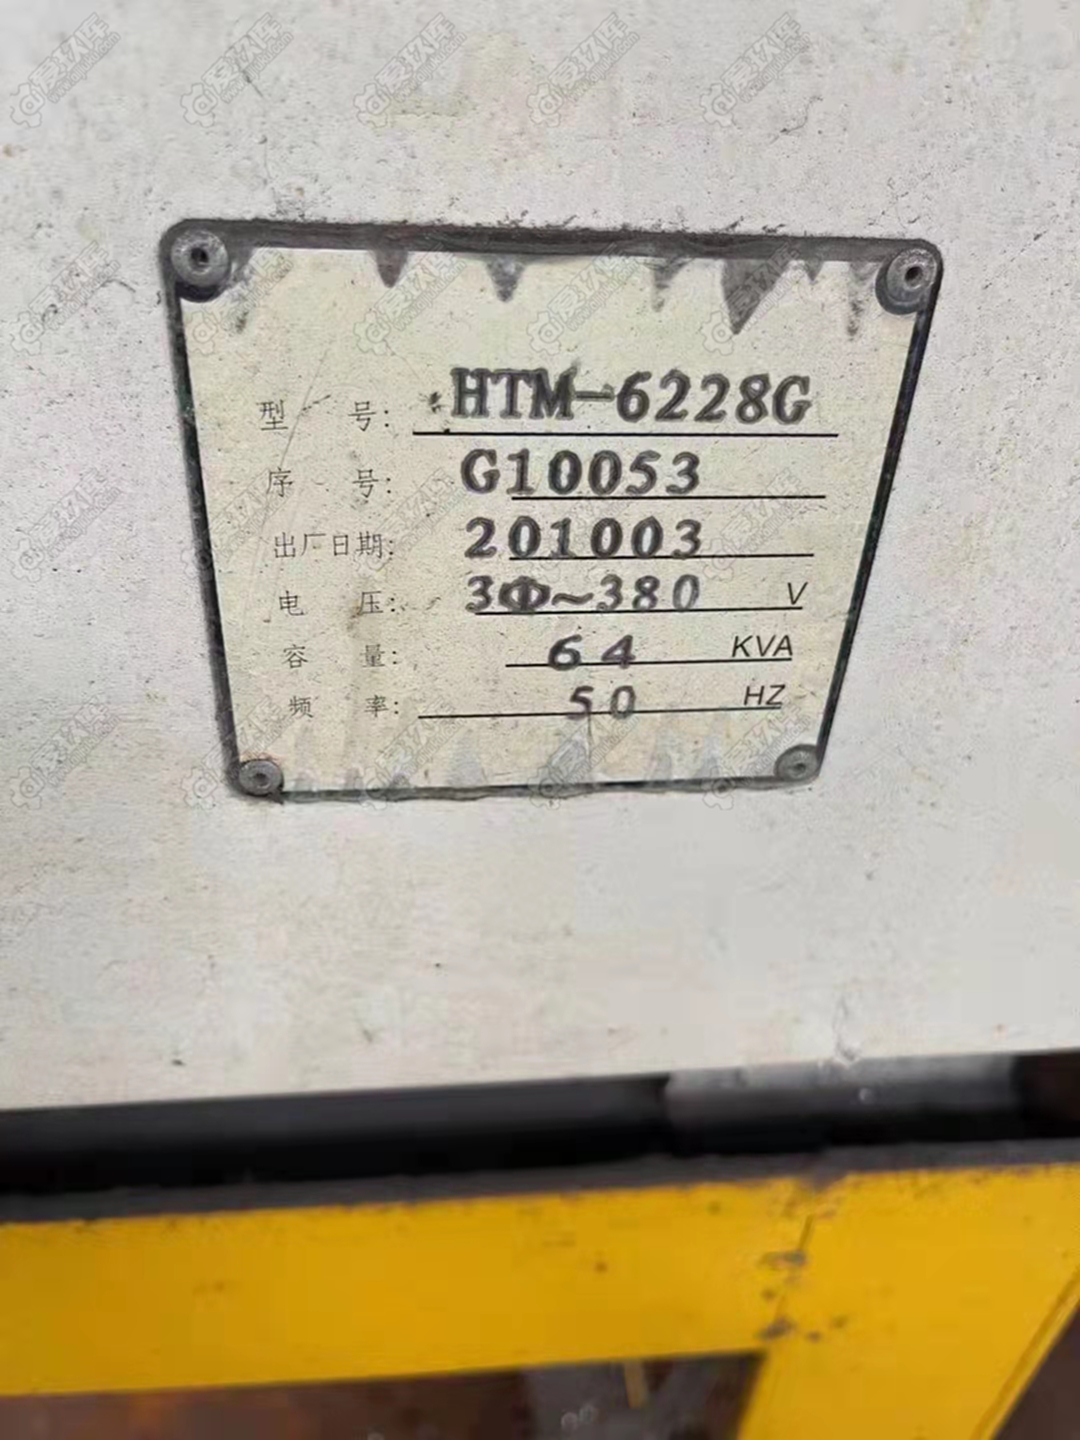 型 号: HTM-6228G
序 号: G10053
出厂日期: 201003
电 压: 3Φ~380 V
容 量: 64 KVA
频 率: 50 HZ